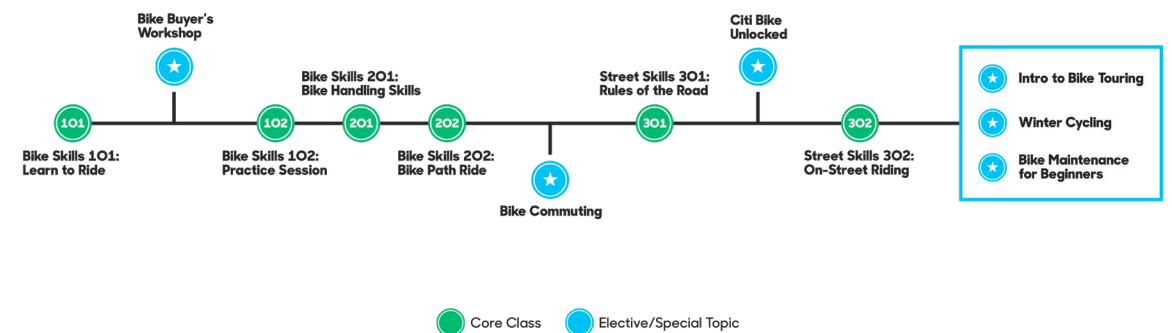 Bike Buyer's
Workshop
Citi Bike
Unlocked
Bike Skills 201:
Bike Handling Skills
Street Skills 301:
Rules of the Road
Intro to Bike Touring
101
102
201
202
301
302
Winter Cycling
Bike Skills 101:
Learn to Ride
Bike Skills 102:
Practice Session
Bike Skills 202:
Bike Path Ride
Street Skills 302:
On-Street Riding
Bike Maintenance
for Beginners
Bike Commuting
Core Class
Elective/Special Topic